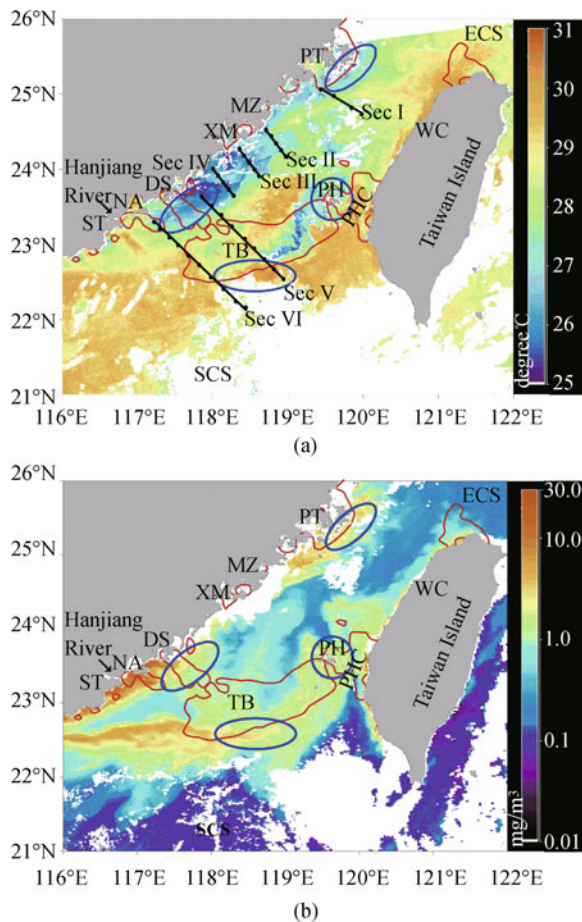 26°N
25°N
24°N
23°N
22°N
21°N
ECS
PT
Sec I
MZ
WC
XM
Sec II
Sec IV
Sec III
Hanjiang
DS
River
NA
PH
PHC
ST
Taiwan Island
TB
Sec V
Sec VI
SCS
116°E
117°E
118°E
119°E
120°E
121°E
122°E
31
30
29
28
27
26
25
degree °C
(a)
26°N
25°N
24°N
23°N
22°N
21°N
ECS
PT
MZ
WC
XM
Hanjiang
DS
River
NA
PH
PHC
ST
Taiwan Island
TB
SCS
116°E
117°E
118°E
119°E
120°E
121°E
122°E
30.0
10.0
1.0
0.1
0.01
mg/m³
(b)